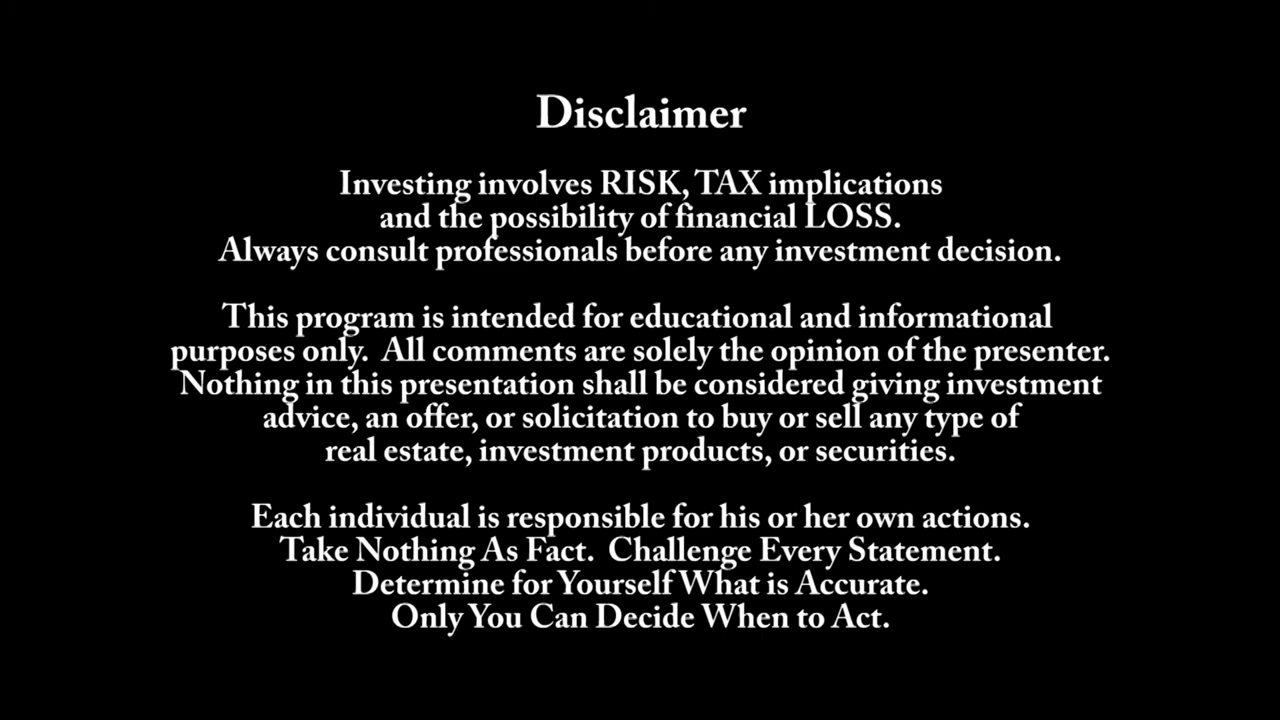 Disclaimer
Investing involves RISK, TAX implications
and the possibility of financial LOSS.
Always consult professionals before any investment decision.
This program is intended for educational and informational
purposes only.  All comments are solely the opinion of the presenter.
Nothing in this presentation shall be considered giving investment
advice, an offer, or solicitation to buy or sell any type of
real estate, investment products, or securities.
Each individual is responsible for his or her own actions.
Take Nothing As Fact.  Challenge Every Statement.
Determine for Yourself What is Accurate.
Only You Can Decide When to Act.